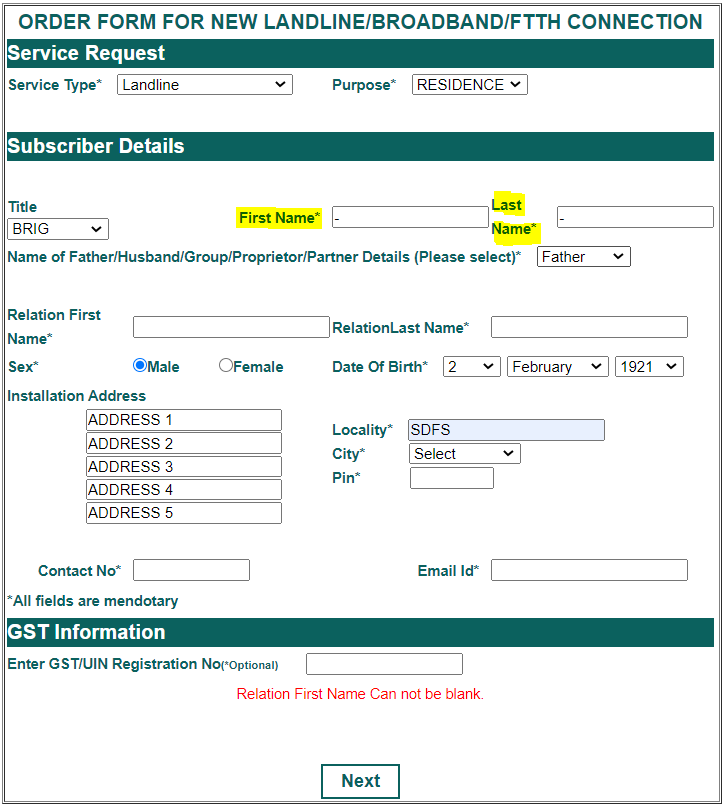 ORDER FORM FOR NEW LANDLINE/BROADBAND/FTTH CONNECTION
Service Request
Service Type* Landline Purpose* RESIDENCE
Subscriber Details
Title
BRIG
First Name* -
Last
Name* -
Name of Father/Husband/Group/Proprietor/Partner Details (Please select)* Father
Relation First
Name*
RelationLast Name*
Sex* Male Female Date Of Birth* 2 February 1921
Installation Address
ADDRESS 1
ADDRESS 2
ADDRESS 3
ADDRESS 4
ADDRESS 5
Locality* SDFS
City* Select
Pin*
Contact No* Email Id*
*All fields are mendotary
GST Information
Enter GST/UIN Registration No(*Optional)
Relation First Name Can not be blank.
Next